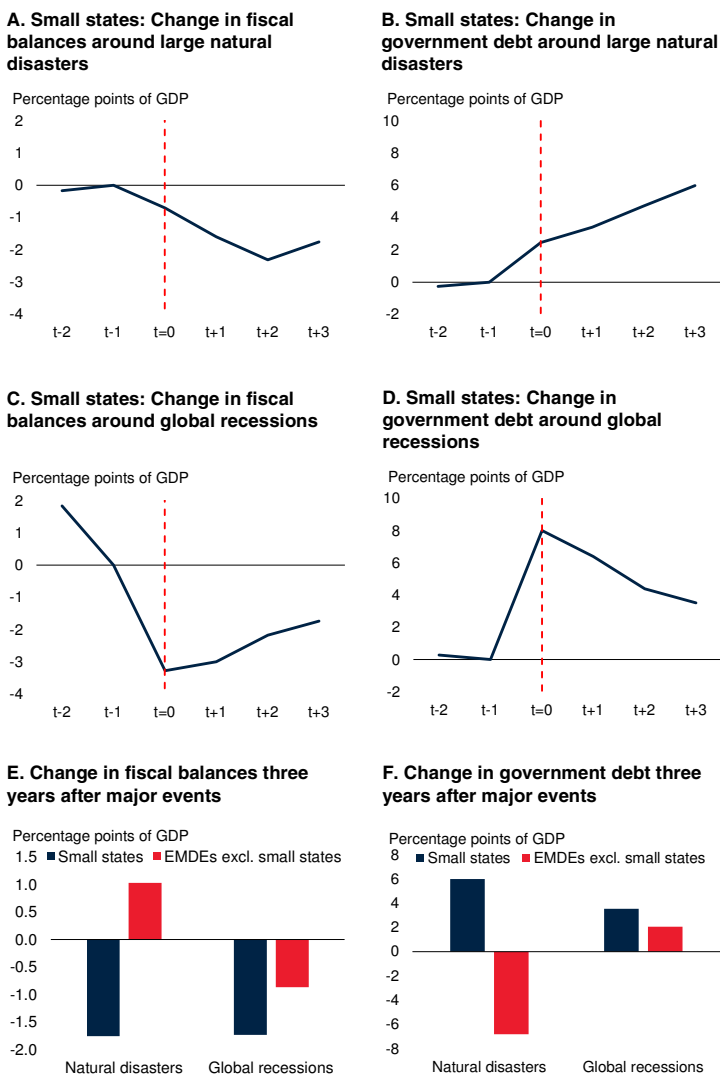 A. Small states: Change in fiscal
balances around large natural
disasters
Percentage points of GDP
2
1
0
-1
-2
-3
-4
t-2 t-1 t=0 t+1 t+2 t+3
B. Small states: Change in
government debt around large natural
disasters
Percentage points of GDP
10
8
6
4
2
0
-2
t-2 t-1 t=0 t+1 t+2 t+3
C. Small states: Change in fiscal
balances around global recessions
Percentage points of GDP
2
1
0
-1
-2
-3
-4
t-2 t-1 t=0 t+1 t+2 t+3
D. Small states: Change in
government debt around global
recessions
Percentage points of GDP
10
8
6
4
2
0
-2
t-2 t-1 t=0 t+1 t+2 t+3
E. Change in fiscal balances three
years after major events
Percentage points of GDP
Small states EMDEs excl. small states
1.5
1.0
0.5
0.0
-0.5
-1.0
-1.5
-2.0
Natural disasters Global recessions
F. Change in government debt three
years after major events
Percentage points of GDP
Small states EMDEs excl. small states
8
6
4
2
0
-2
-4
-6
-8
Natural disasters Global recessions